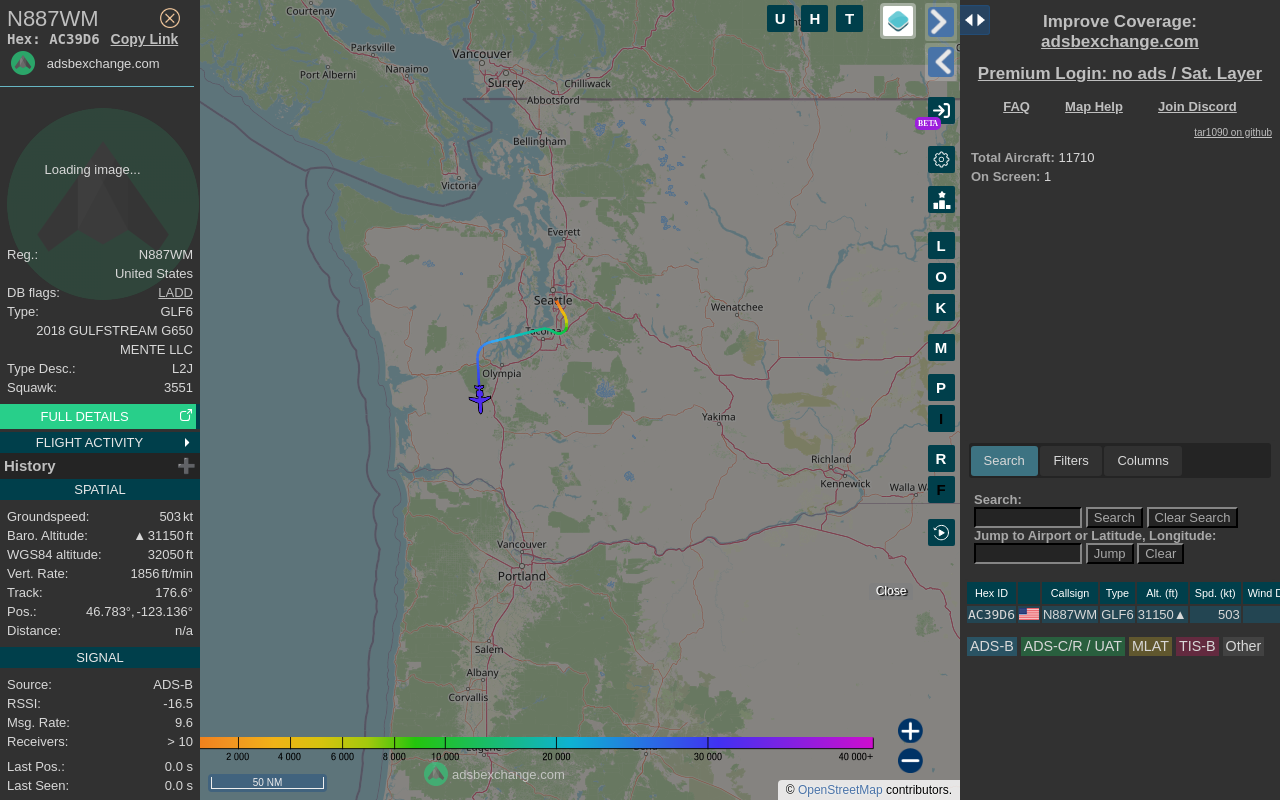 N887WM
Hex: AC39D6 Copy Link
adsbexchange.com
Loading image...
Reg.: N887WM
United States
DB flags: LADD
Type: GLF6
2018 GULFSTREAM G650
MENTE LLC
Type Desc.: L2J
Squawk: 3551
FULL DETAILS
FLIGHT ACTIVITY
History
SPATIAL
Groundspeed: 503 kt
Baro. Altitude: ▲ 31150 ft
WGS84 altitude: 32050 ft
Vert. Rate: 1856 ft/min
Track: 176.6°
Pos.: 46.783°, -123.136°
Distance: n/a
SIGNAL
Source: ADS-B
RSSI: -16.5
Msg. Rate: 9.6
Receivers: > 10
Last Pos.: 0.0 s
Last Seen: 0.0 s
Courtenay
Parksville
Nanaimo
Port Alberni
Vancouver
Surrey
Chilliwack
Abbotsford
Bellingham
Victoria
Everett
Seattle
Wenatchee
Tacoma
Olympia
Yakima
Richland
Kennewick
Walla Wa
Vancouver
Portland
Salem
Albany
Corvallis
U H T
BETA
L
O
K
M
P
I
R
F
Close
2 000 4 000 6 000 8 000 10 000 20 000 30 000 40 000+
adsbexchange.com
50 NM
© OpenStreetMap contributors.
Improve Coverage:
adsbexchange.com
Premium Login: no ads / Sat. Layer
FAQ Map Help Join Discord
tar1090 on github
Total Aircraft: 11710
On Screen: 1
Search Filters Columns
Search:
Search Clear Search
Jump to Airport or Latitude, Longitude:
Jump Clear
Hex ID Callsign Type Alt. (ft) Spd. (kt) Wind D
AC39D6 N887WM GLF6 31150▲ 503
ADS-B ADS-C/R / UAT MLAT TIS-B Other